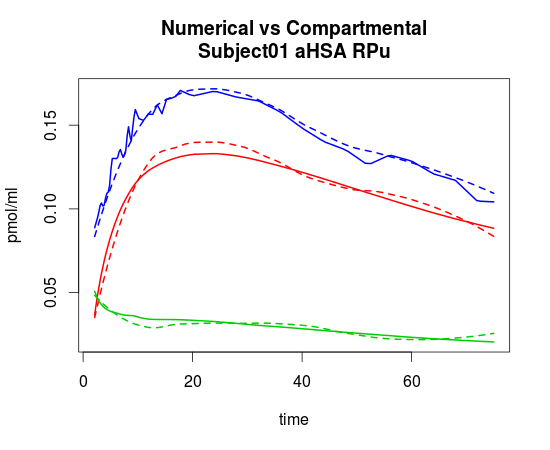 Numerical vs Compartmental
Subject01 aHSA RPu
pmol/ml
0.15
0.10
0.05
0 20 40 60
time